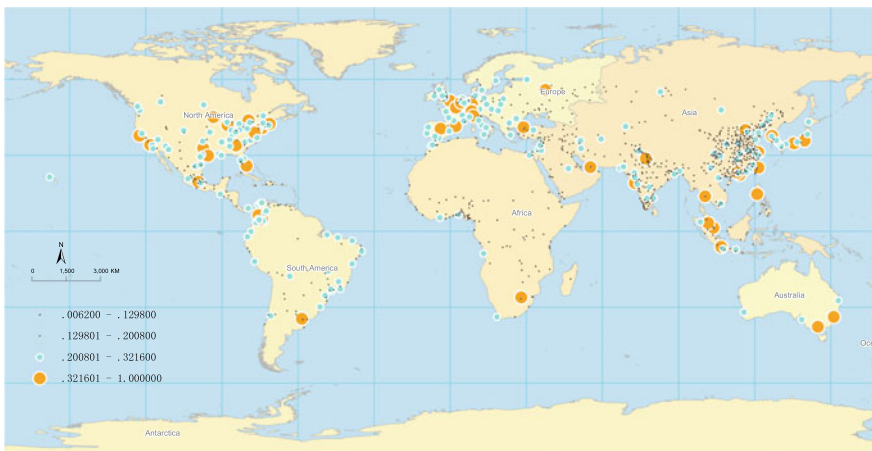 Europe
Asia
North America
Africa
N
0 1,500 3,000 KM
South America
Australia
.006200 - .129800
.129801 - .200800
.200801 - .321600
.321601 - 1.000000
Oc
Antarctica